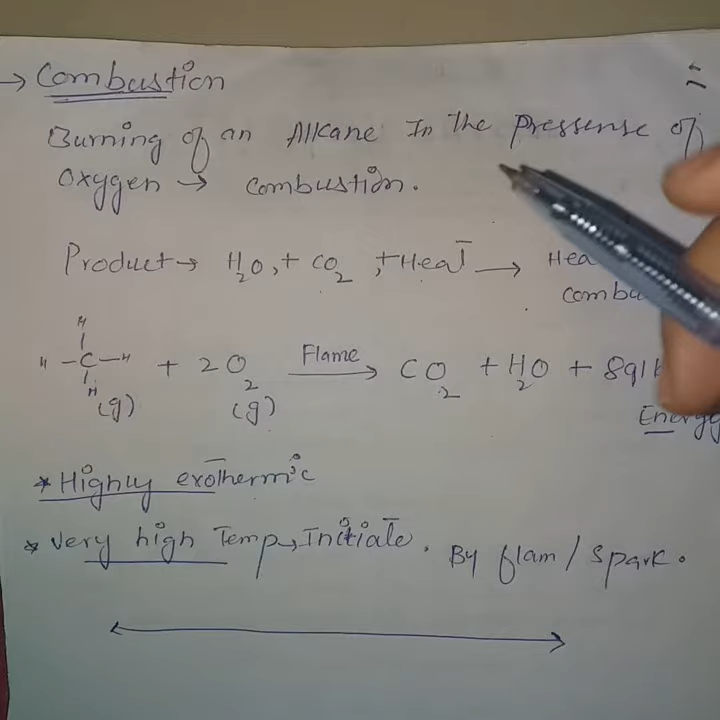 → Combustion
Burning of an Alkane In the pressense of
Oxygen → combustion.
Product → H₂O, + CO₂, + Heat →
H
H - C - H + 2O₂ Flame → CO₂ + H₂O + 891
H
(g) (g) Energy
* Highly exothermic
* Very high Temp, Initiate. By flam / spark.